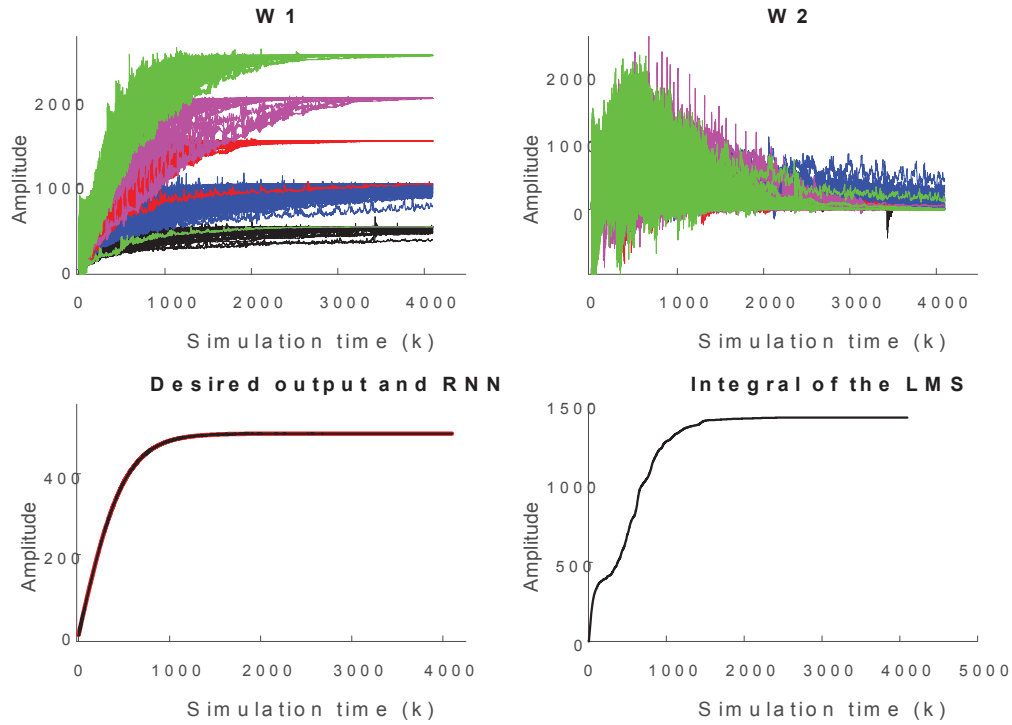 W 1
2000
1000
0
Amplitude
0 1000 2000 3000 4000
Simulation time (k)
W 2
2000
1000
0
Amplitude
0 1000 2000 3000 4000
Simulation time (k)
Desired output and RNN
400
200
0
Amplitude
0 1000 2000 3000 4000
Simulation time (k)
Integral of the LMS
1500
1000
500
0
Amplitude
0 1000 2000 3000 4000 5000
Simulation time (k)